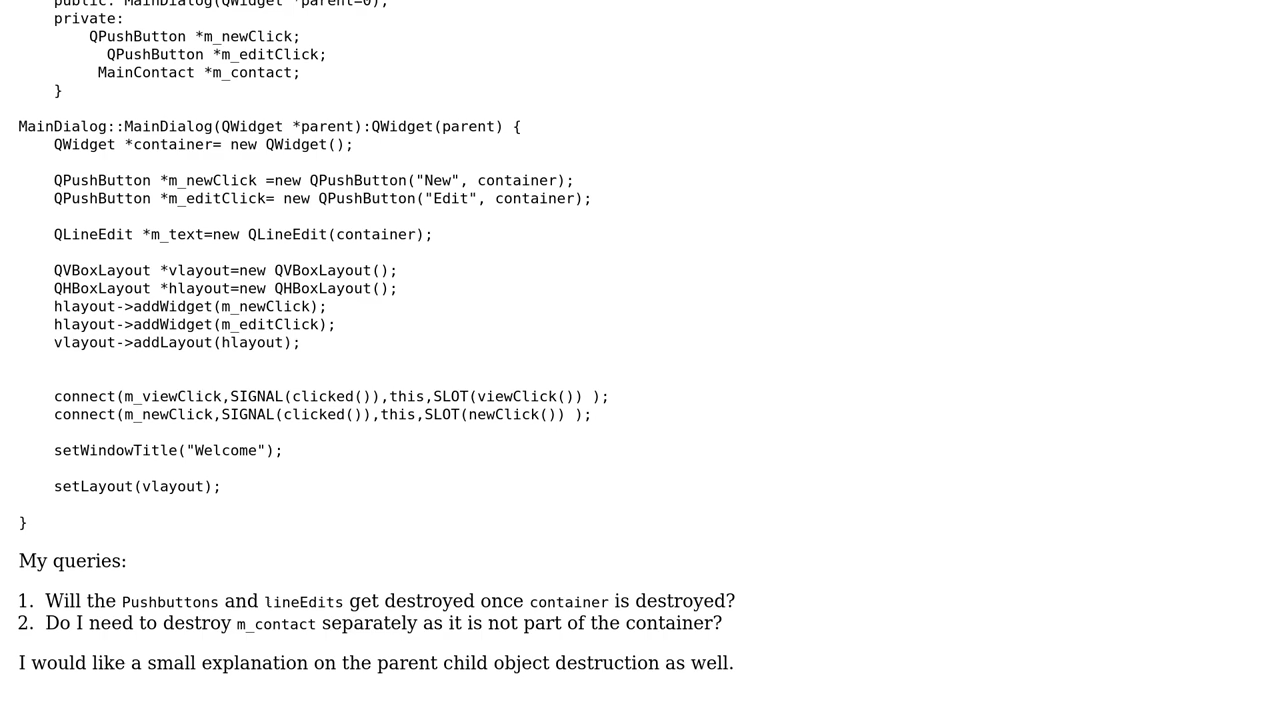 public: MainDialog(QWidget *parent=0);
private:
QPushButton *m_newClick;
QPushButton *m_editClick;
MainContact *m_contact;
}
MainDialog::MainDialog(QWidget *parent):QWidget(parent) {
QWidget *container= new QWidget();
QPushButton *m_newClick =new QPushButton("New", container);
QPushButton *m_editClick= new QPushButton("Edit", container);
QLineEdit *m_text=new QLineEdit(container);
QVBoxLayout *vlayout=new QVBoxLayout();
QHBoxLayout *hlayout=new QHBoxLayout();
hlayout->addWidget(m_newClick);
hlayout->addWidget(m_editClick);
vlayout->addLayout(hlayout);
connect(m_viewClick,SIGNAL(clicked()),this,SLOT(viewClick()) );
connect(m_newClick,SIGNAL(clicked()),this,SLOT(newClick()) );
setWindowTitle("Welcome");
setLayout(vlayout);
}
My queries:
1. Will the Pushbuttons and lineEdits get destroyed once container is destroyed?
2. Do I need to destroy m_contact separately as it is not part of the container?
I would like a small explanation on the parent child object destruction as well.